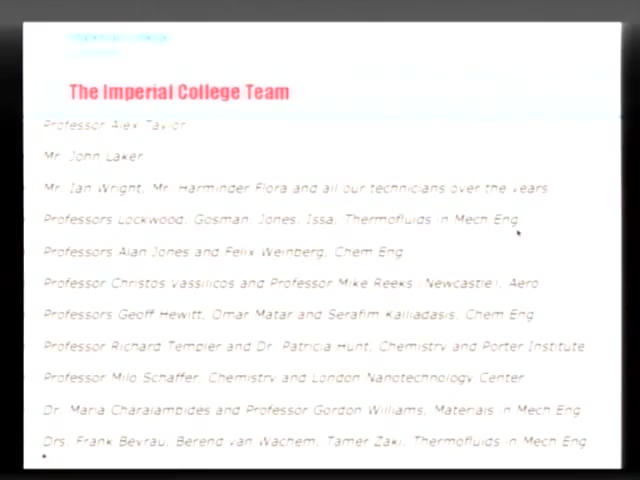 The Imperial College Team
Professor Alex Taylor
Mr. John Laker
Mr. Ian Wright, Mr. Harminder Flora and all our technicians over the years
Professors Lockwood, Gosman, Jones, Issa, Thermofluids in Mech Eng
Professors Alan Jones and Felix Weinberg, Chem Eng
Professor Christos Vassilicos and Professor Mike Reeks (Newcastle), Aero
Professors Geoff Hewitt, Omar Matar and Serafim Kalliadasis, Chem Eng
Professor Richard Templer and Dr. Patricia Hunt, Chemistry and Porter Institute
Professor Milo Schaffer, Chemistry and London Nanotechnology Center
Dr. Maria Charalambides and Professor Gordon Williams, Materials in Mech Eng
Drs. Frank Beyrau, Berend van Wachem, Tamer Zaki, Thermofluids in Mech Eng